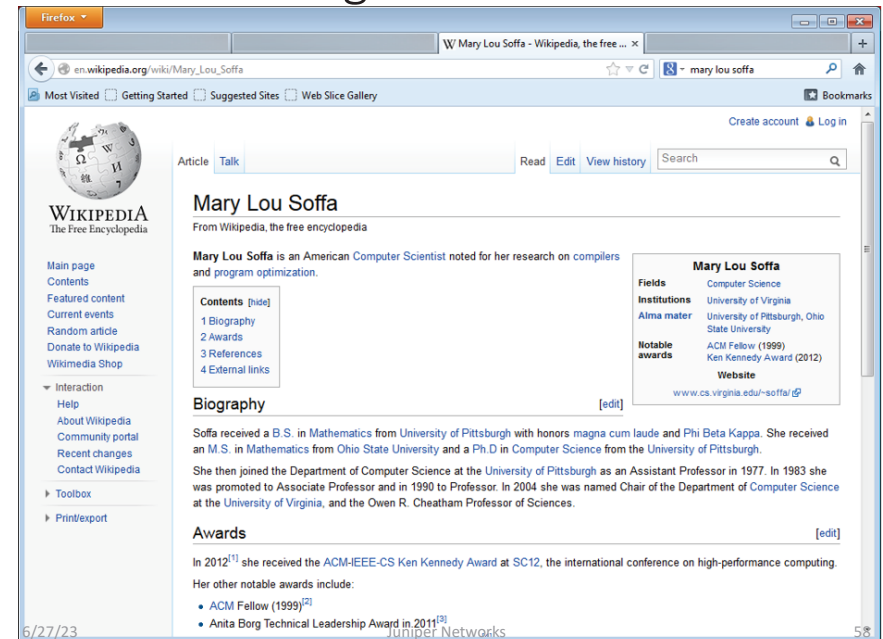 Firefox
W Mary Lou Soffa - Wikipedia, the free ... × +
en.wikipedia.org/wiki/Mary_Lou_Soffa mary lou soffa
Most Visited Getting Started Suggested Sites Web Slice Gallery Bookmarks
Create account Log in
Article Talk Read Edit View history Search
WIKIPEDIA
The Free Encyclopedia
Main page
Contents
Featured content
Current events
Random article
Donate to Wikipedia
Wikimedia Shop
Interaction
Help
About Wikipedia
Community portal
Recent changes
Contact Wikipedia
Toolbox
Print/export
Mary Lou Soffa
From Wikipedia, the free encyclopedia
Mary Lou Soffa is an American Computer Scientist noted for her research on compilers
and program optimization.
Contents [hide]
1 Biography
2 Awards
3 References
4 External links
Mary Lou Soffa
Fields Computer Science
Institutions University of Virginia
Alma mater University of Pittsburgh, Ohio
State University
Notable ACM Fellow (1999)
awards Ken Kennedy Award (2012)
Website
www.cs.virginia.edu/~soffa/
Biography [edit]
Soffa received a B.S. in Mathematics from University of Pittsburgh with honors magna cum laude and Phi Beta Kappa. She received
an M.S. in Mathematics from Ohio State University and a Ph.D in Computer Science from the University of Pittsburgh.
She then joined the Department of Computer Science at the University of Pittsburgh as an Assistant Professor in 1977. In 1983 she
was promoted to Associate Professor and in 1990 to Professor. In 2004 she was named Chair of the Department of Computer Science
at the University of Virginia, and the Owen R. Cheatham Professor of Sciences.
Awards [edit]
In 2012[1] she received the ACM-IEEE-CS Ken Kennedy Award at SC12, the international conference on high-performance computing.
Her other notable awards include:
• ACM Fellow (1999)[2]
• Anita Borg Technical Leadership Award in 2011[3]
6/27/23 Juniper Networks 58